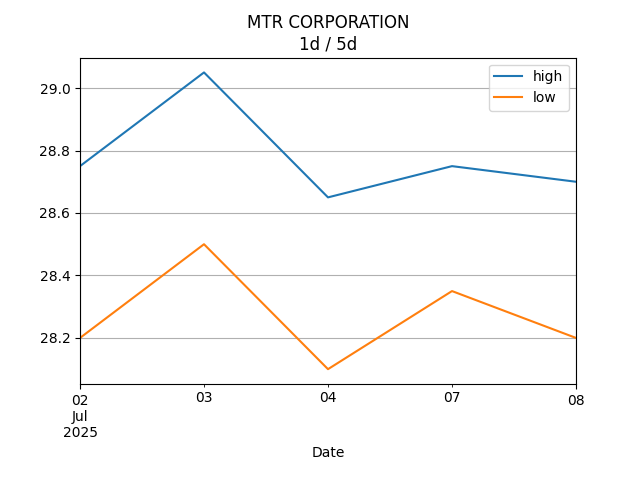 MTR CORPORATION
1d / 5d
high
low
29.0
28.8
28.6
28.4
28.2
02 03 04 07 08
Jul
2025
Date